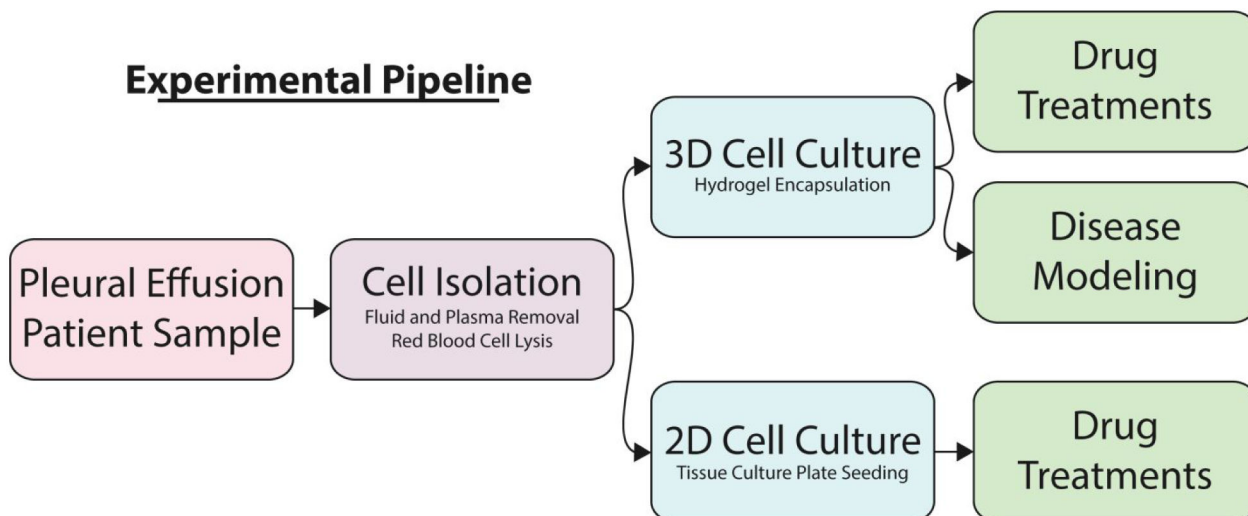 Experimental Pipeline
Pleural Effusion
Patient Sample
Cell Isolation
Fluid and Plasma Removal
Red Blood Cell Lysis
3D Cell Culture
Hydrogel Encapsulation
Drug
Treatments
Disease
Modeling
2D Cell Culture
Tissue Culture Plate Seeding
Drug
Treatments